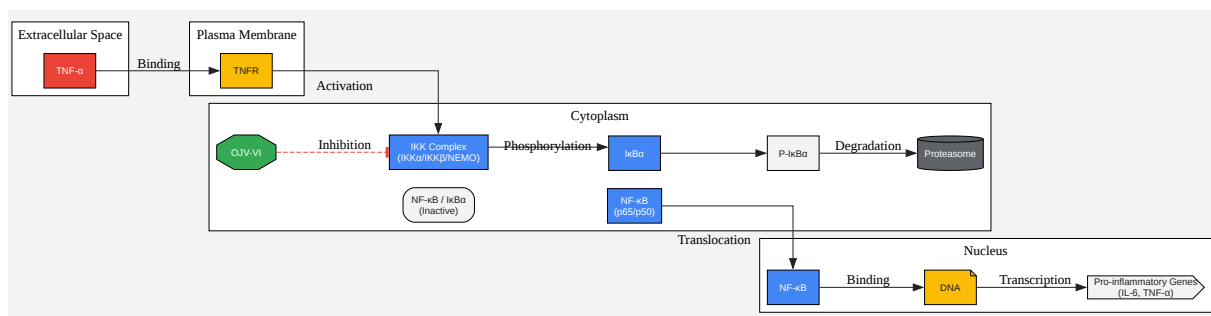 Extracellular Space
Plasma Membrane
TNF-α
Binding
TNFR
Activation
Cytoplasm
OJV-VI
Inhibition
IKK Complex
(IKKα/IKKβ/NEMO)
Phosphorylation
IκBα
P-IκBα
Degradation
Proteasome
NF-κB / IκBα
(Inactive)
NF-κB
(p65/p50)
Translocation
Nucleus
NF-κB
Binding
DNA
Transcription
Pro-inflammatory Genes
(IL-6, TNF-α)